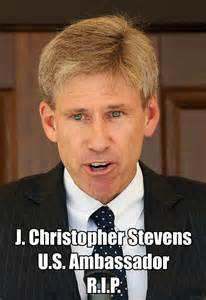 J. Christopher Stevens
U.S. Ambassador
R.I.P.